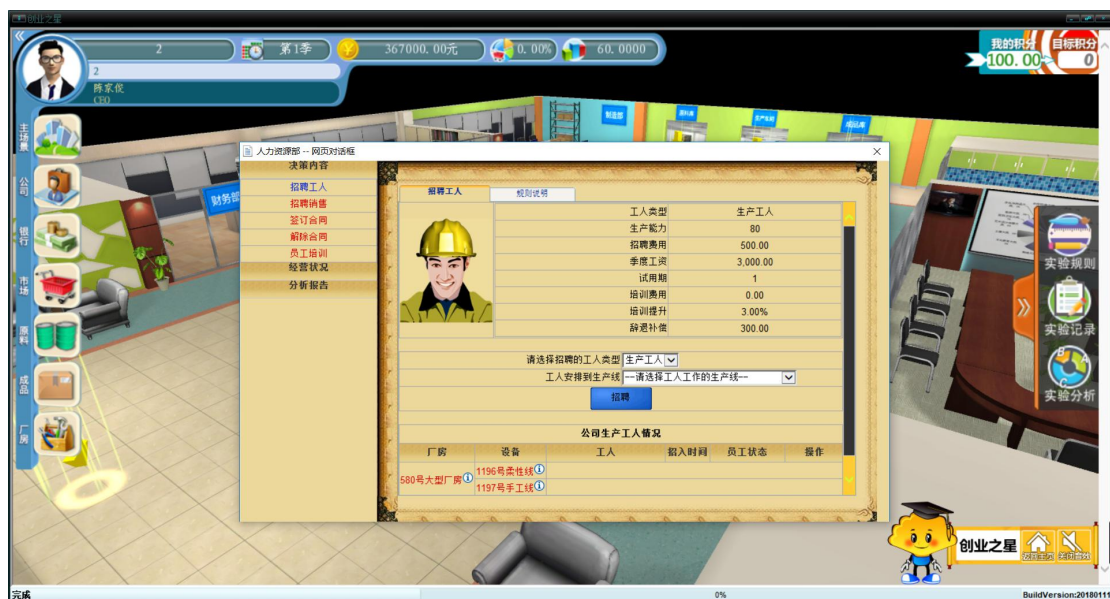 创业之星
2
第1季
367000.00元
0.00%
60.0000
我的积分
100.00
目标积分
0
2
陈家俊
CEO
主场景
公司
银行
市场
原料
成品
厂房
财务部
制造部
原料库
生产车间
成品库
人力资源部 -- 网页对话框
决策内容
招聘工人
招聘销售
签订合同
解除合同
员工培训
经营状况
分析报告
招聘工人
规则说明
工人类型 生产工人
生产能力 80
招聘费用 500.00
季度工资 3,000.00
试用期 1
培训费用 0.00
培训提升 3.00%
辞退补偿 300.00
请选择招聘的工人类型 生产工人
工人安排到生产线 --请选择工人工作的生产线--
招聘
公司生产工人情况
厂房 设备 工人 招入时间 员工状态 操作
580号大型厂房
1196号柔性线
1197号手工线
实验规则
实验记录
实验分析
创业之星
完成
0%
BuildVersion:20180111